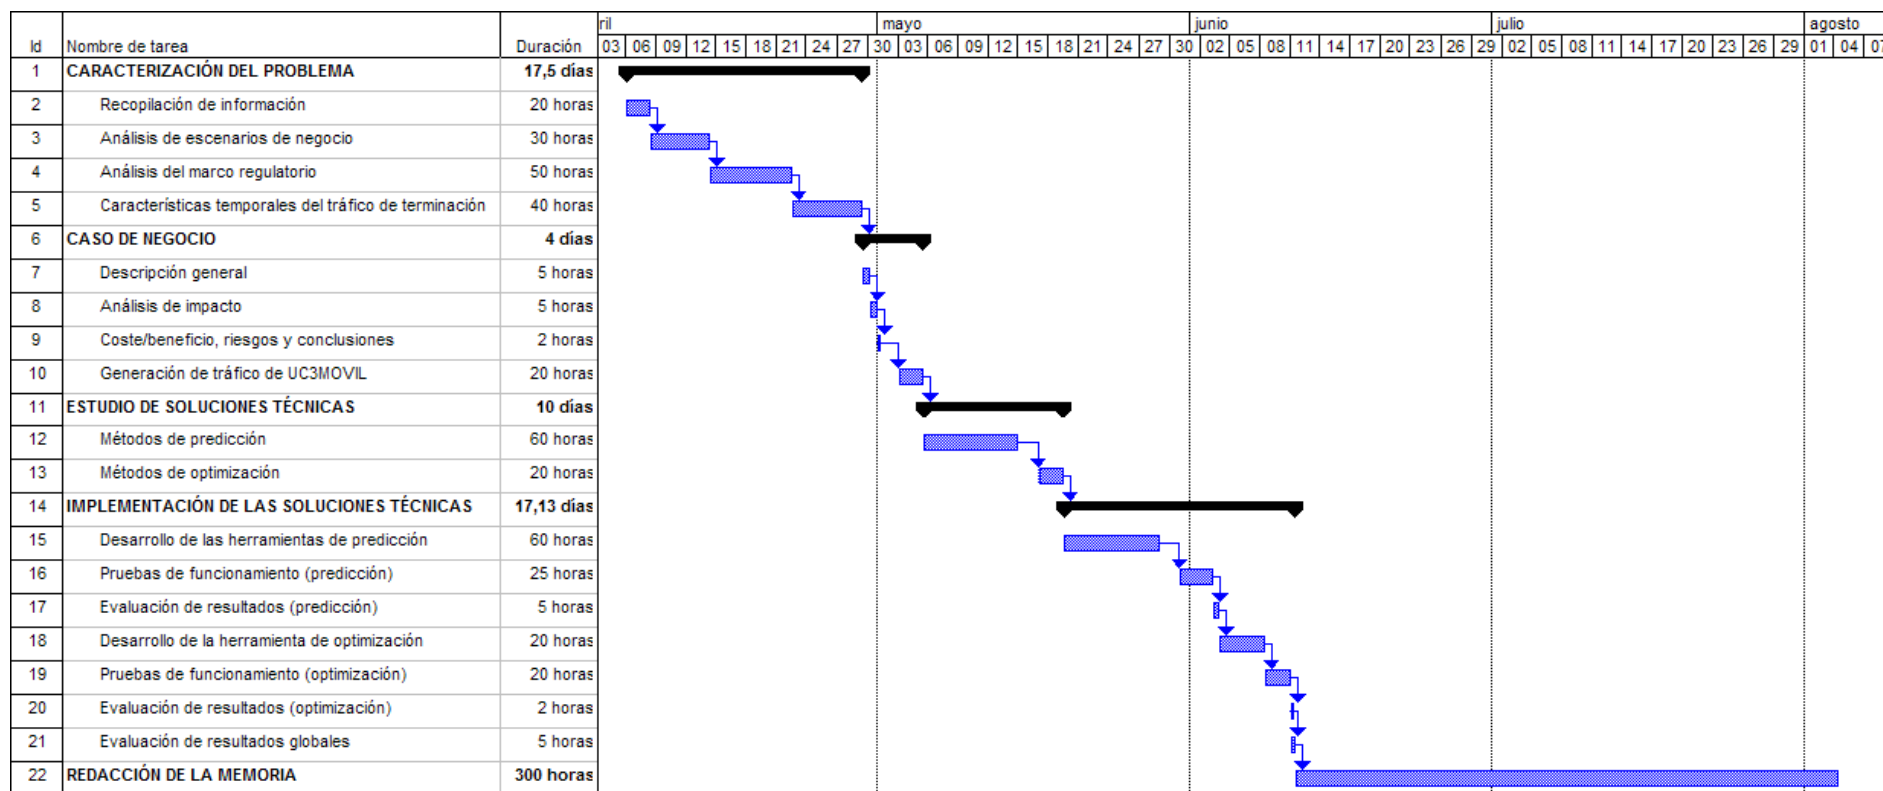 ril mayo junio julio agosto
Id Nombre de tarea Duración 03 06 09 12 15 18 21 24 27 30 03 06 09 12 15 18 21 24 27 30 02 05 08 11 14 17 20 23 26 29 02 05 08 11 14 17 20 23 26 29 01 04 07
1 CARACTERIZACIÓN DEL PROBLEMA 17,5 días
2 Recopilación de información 20 horas
3 Análisis de escenarios de negocio 30 horas
4 Análisis del marco regulatorio 50 horas
5 Características temporales del tráfico de terminación 40 horas
6 CASO DE NEGOCIO 4 días
7 Descripción general 5 horas
8 Análisis de impacto 5 horas
9 Coste/beneficio, riesgos y conclusiones 2 horas
10 Generación de tráfico de UC3MOVIL 20 horas
11 ESTUDIO DE SOLUCIONES TÉCNICAS 10 días
12 Métodos de predicción 60 horas
13 Métodos de optimización 20 horas
14 IMPLEMENTACIÓN DE LAS SOLUCIONES TÉCNICAS 17,13 días
15 Desarrollo de las herramientas de predicción 60 horas
16 Pruebas de funcionamiento (predicción) 25 horas
17 Evaluación de resultados (predicción) 5 horas
18 Desarrollo de la herramienta de optimización 20 horas
19 Pruebas de funcionamiento (optimización) 20 horas
20 Evaluación de resultados (optimización) 2 horas
21 Evaluación de resultados globales 5 horas
22 REDACCIÓN DE LA MEMORIA 300 horas